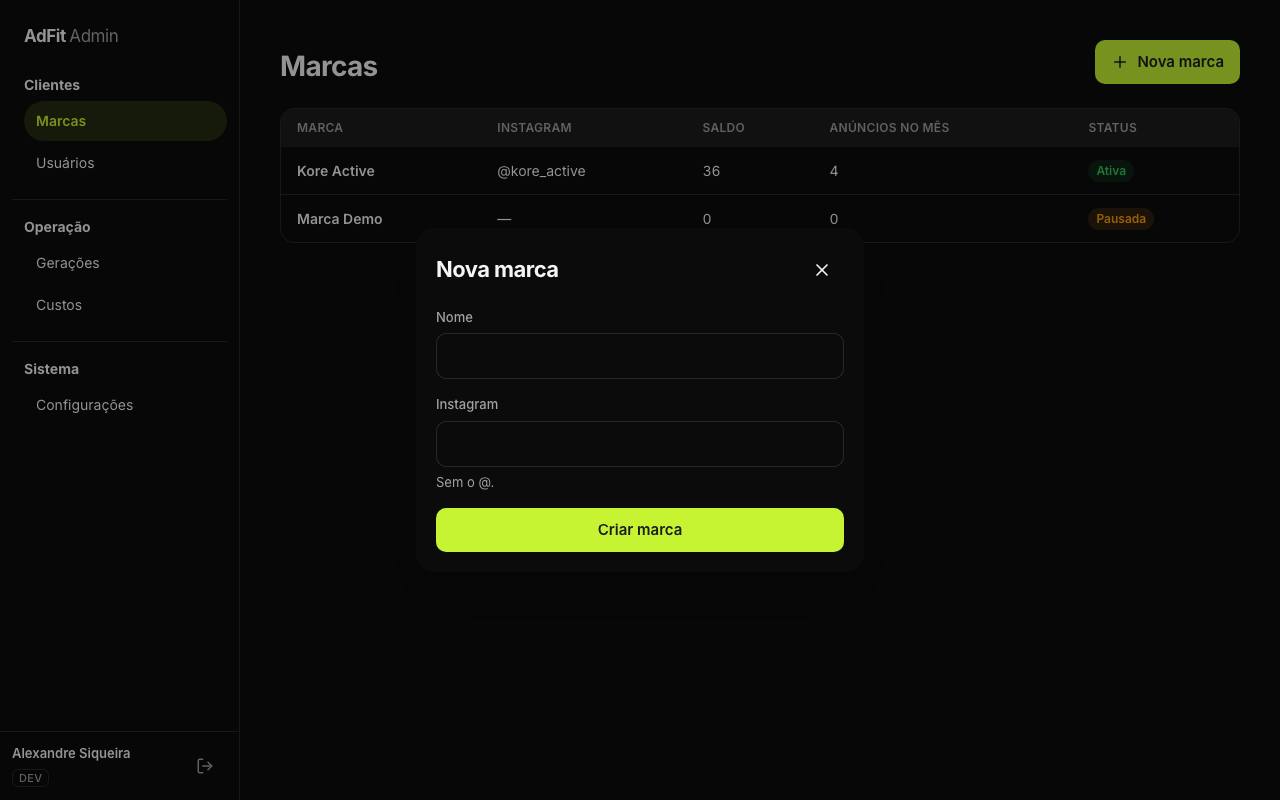 AdFit Admin
Clientes
Marcas
Usuários
Operação
Gerações
Custos
Sistema
Configurações
Alexandre Siqueira
DEV
Marcas
Nova marca
MARCA INSTAGRAM SALDO ANÚNCIOS NO MÊS STATUS
Kore Active @kore_active 36 4 Ativa
Marca Demo — 0 0 Pausada
Nova marca
Nome
Instagram
Sem o @.
Criar marca